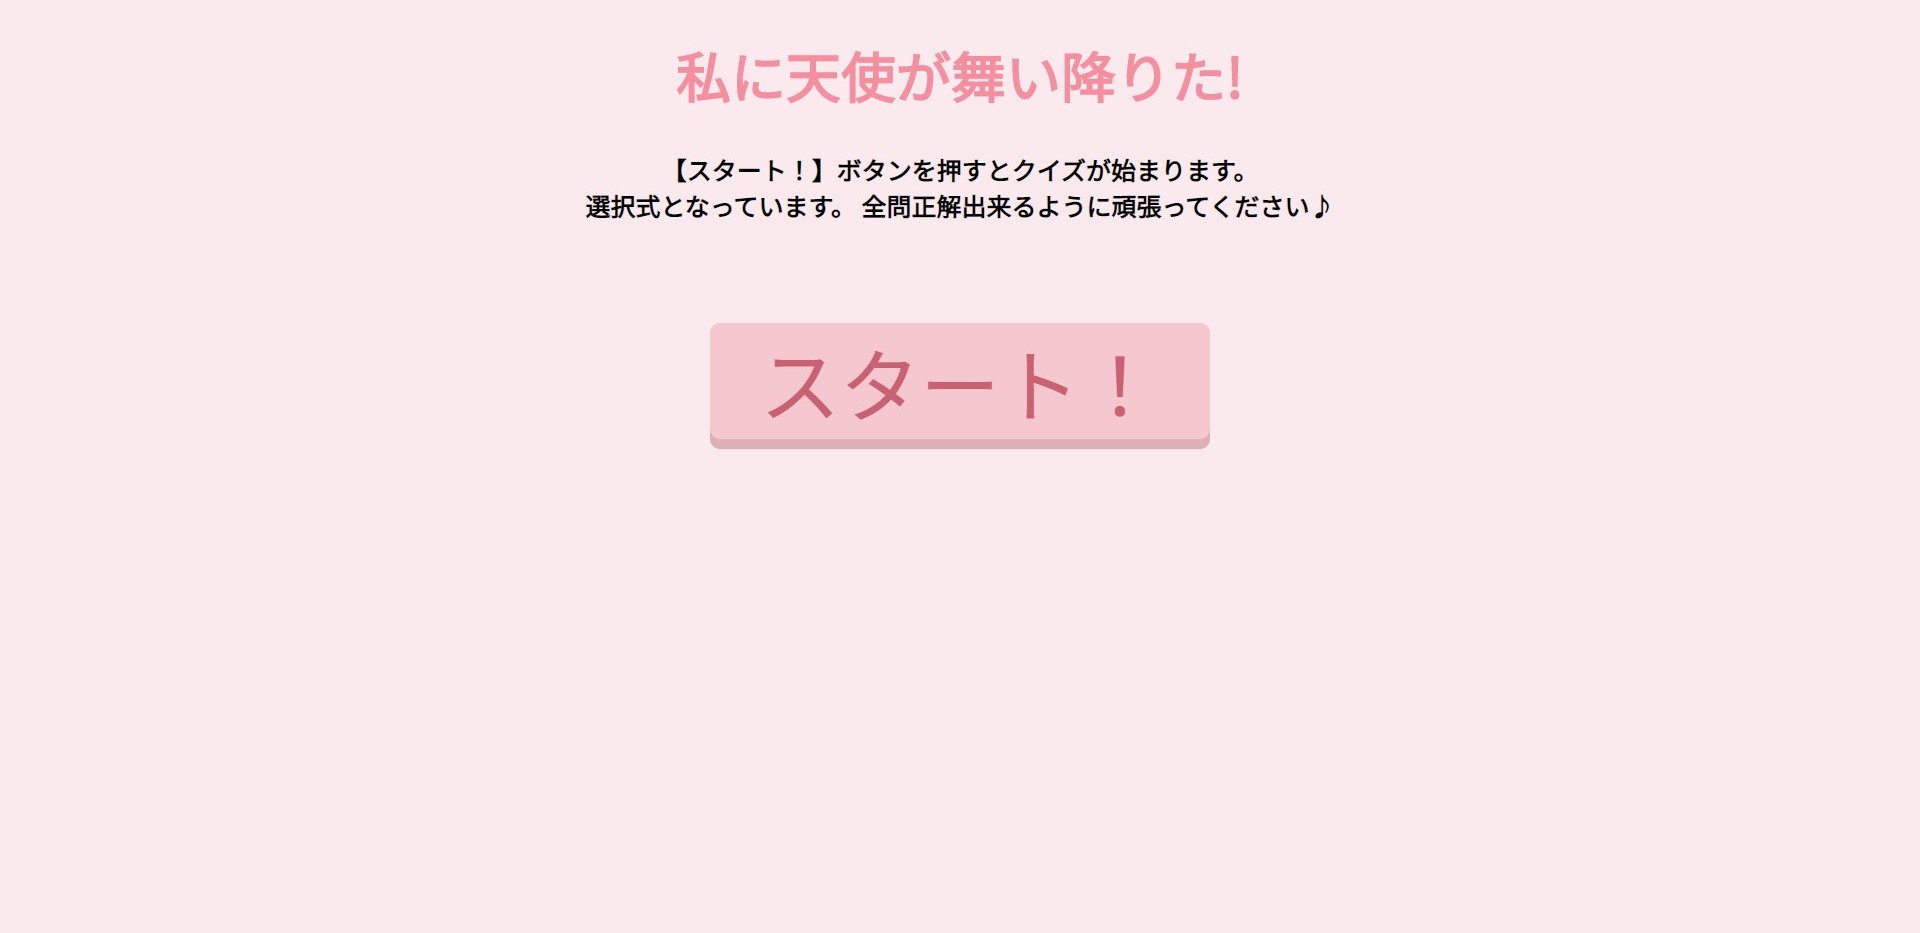 私に天使が舞い降りた!
【スタート！】ボタンを押すとクイズが始まります。
選択式となっています。 全問正解出来るように頑張ってください♪
スタート！